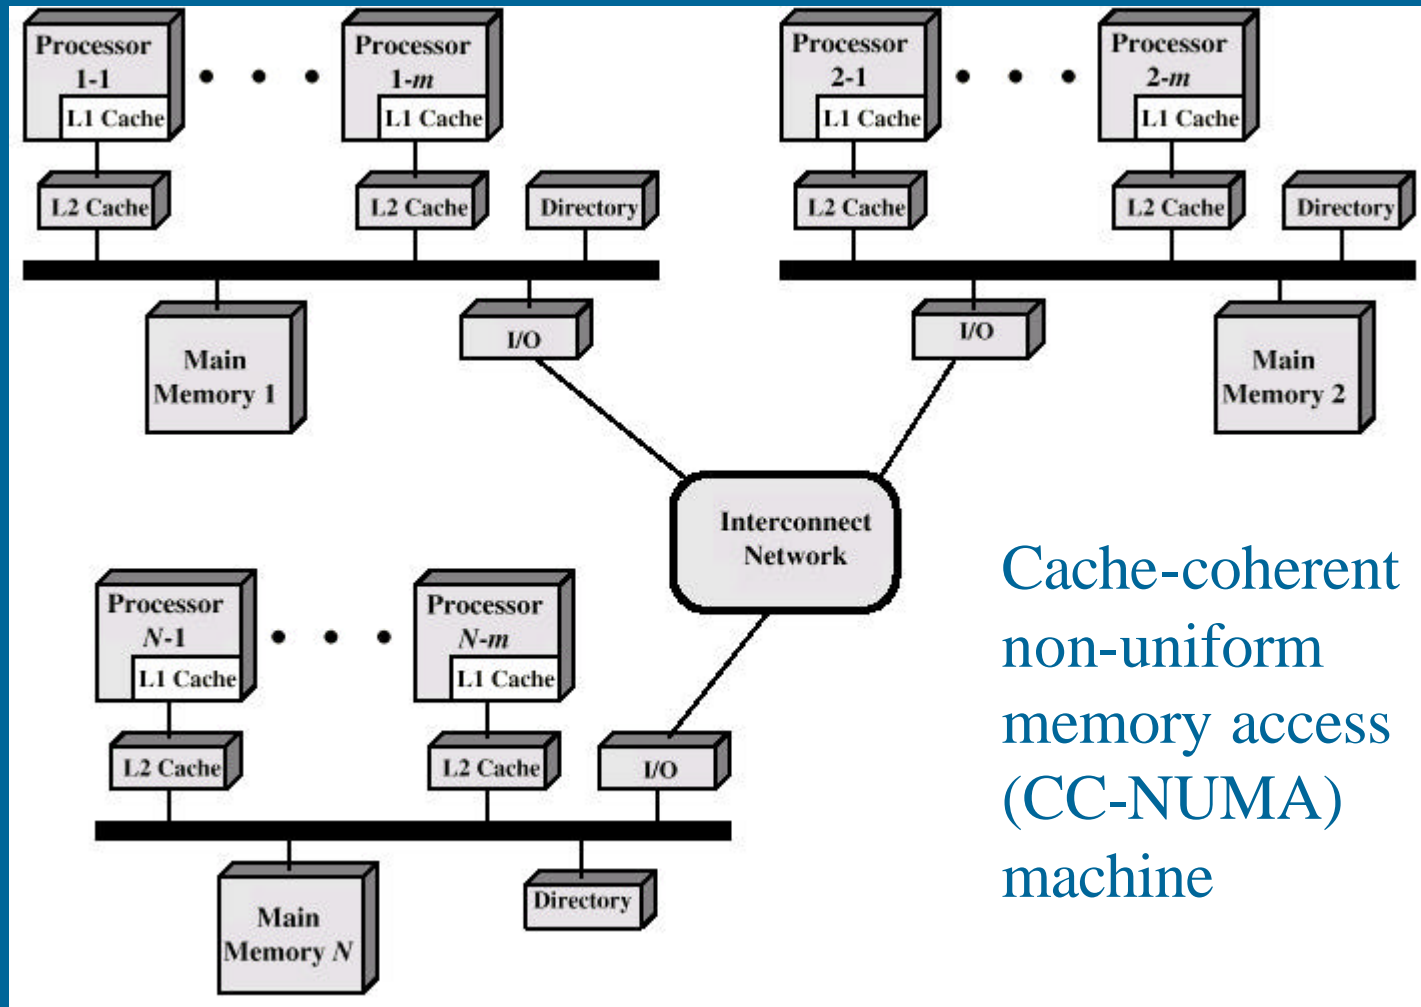 Processor
1-1
L1 Cache
L2 Cache
Processor
1-m
L1 Cache
L2 Cache
Directory
Main
Memory 1
I/O
Processor
2-1
L1 Cache
L2 Cache
Processor
2-m
L1 Cache
L2 Cache
Directory
I/O
Main
Memory 2
Interconnect
Network
Processor
N-1
L1 Cache
L2 Cache
Processor
N-m
L1 Cache
L2 Cache
I/O
Main
Memory N
Directory
Cache-coherent
non-uniform
memory access
(CC-NUMA)
machine